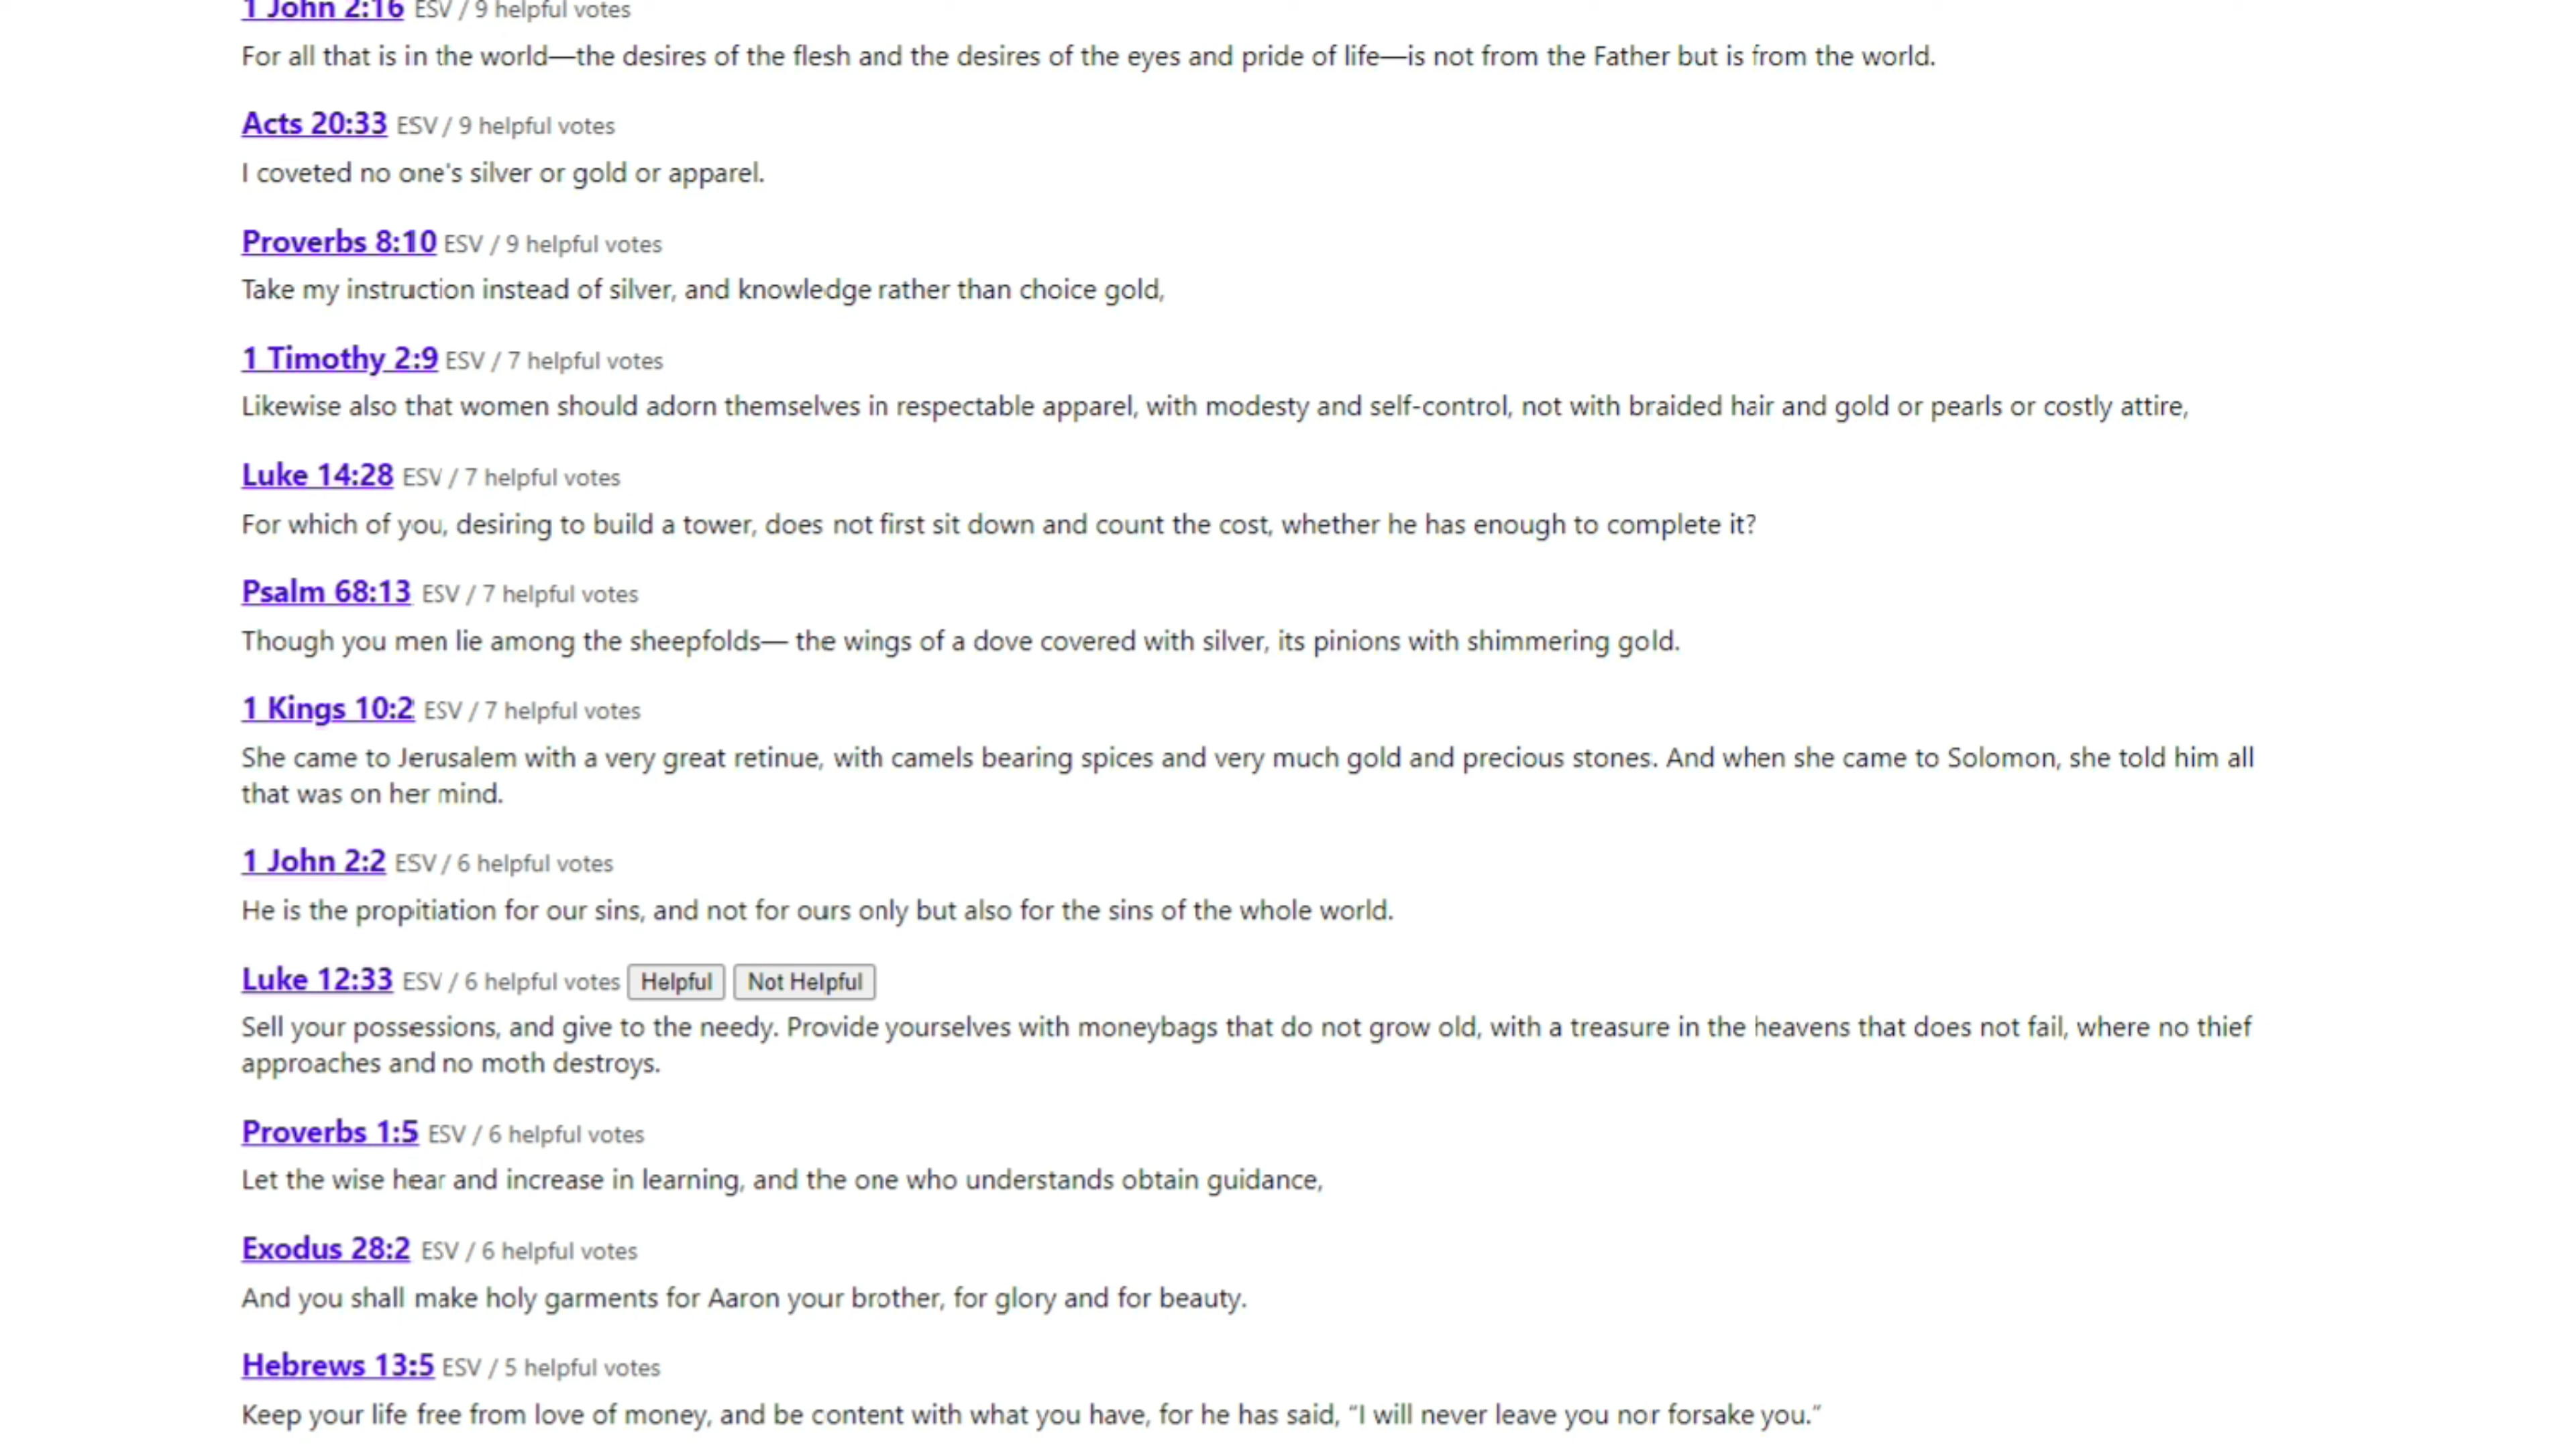 1 John 2:16 ESV / 9 helpful votes
For all that is in the world—the desires of the flesh and the desires of the eyes and pride of life—is not from the Father but is from the world.
Acts 20:33 ESV / 9 helpful votes
I coveted no one's silver or gold or apparel.
Proverbs 8:10 ESV / 9 helpful votes
Take my instruction instead of silver, and knowledge rather than choice gold,
1 Timothy 2:9 ESV / 7 helpful votes
Likewise also that women should adorn themselves in respectable apparel, with modesty and self-control, not with braided hair and gold or pearls or costly attire,
Luke 14:28 ESV / 7 helpful votes
For which of you, desiring to build a tower, does not first sit down and count the cost, whether he has enough to complete it?
Psalm 68:13 ESV / 7 helpful votes
Though you men lie among the sheepfolds— the wings of a dove covered with silver, its pinions with shimmering gold.
1 Kings 10:2 ESV / 7 helpful votes
She came to Jerusalem with a very great retinue, with camels bearing spices and very much gold and precious stones. And when she came to Solomon, she told him all
that was on her mind.
1 John 2:2 ESV / 6 helpful votes
He is the propitiation for our sins, and not for ours only but also for the sins of the whole world.
Luke 12:33 ESV / 6 helpful votes Helpful Not Helpful
Sell your possessions, and give to the needy. Provide yourselves with moneybags that do not grow old, with a treasure in the heavens that does not fail, where no thief
approaches and no moth destroys.
Proverbs 1:5 ESV / 6 helpful votes
Let the wise hear and increase in learning, and the one who understands obtain guidance,
Exodus 28:2 ESV / 6 helpful votes
And you shall make holy garments for Aaron your brother, for glory and for beauty.
Hebrews 13:5 ESV / 5 helpful votes
Keep your life free from love of money, and be content with what you have, for he has said, “I will never leave you nor forsake you.”